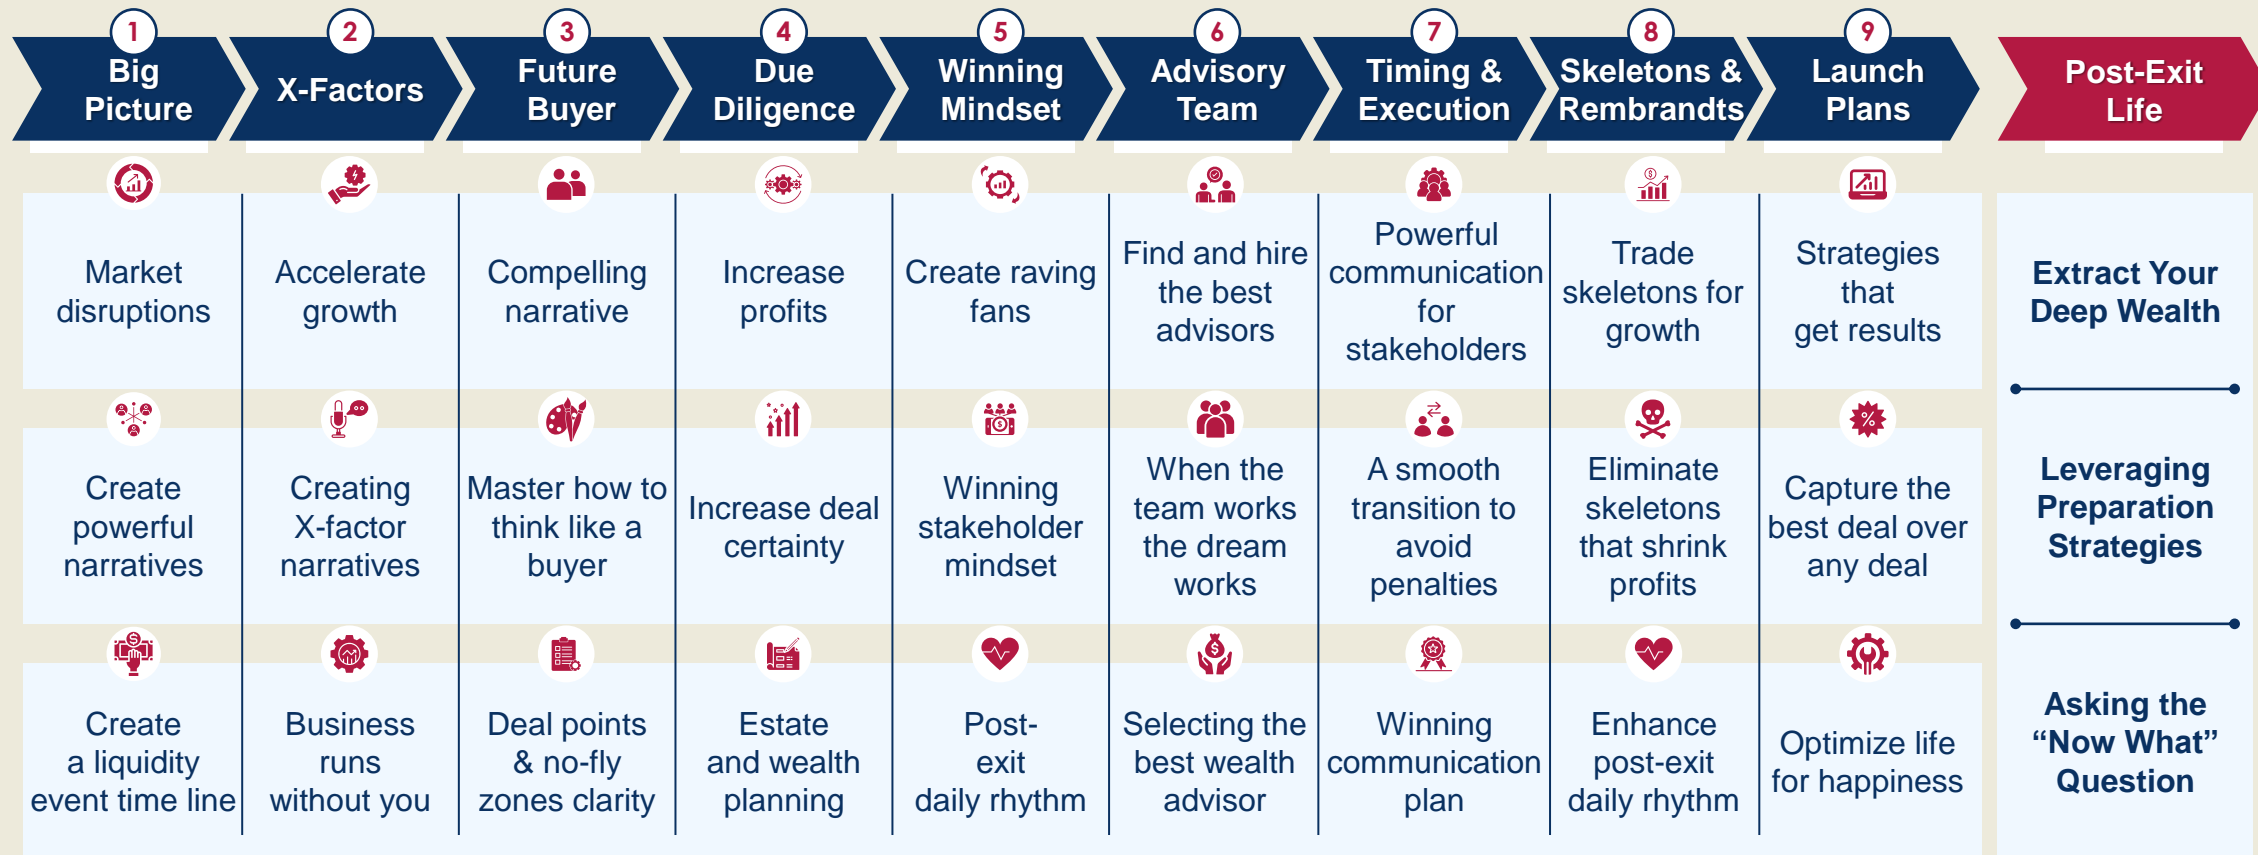 1
Big
Picture
2
X-Factors
3
Future
Buyer
4
Due
Diligence
5
Winning
Mindset
6
Advisory
Team
7
Timing &
Execution
8
Skeletons &
Rembrandts
9
Launch
Plans
Post-Exit
Life
Market
disruptions
Accelerate
growth
Compelling
narrative
Increase
profits
Create raving
fans
Find and hire
the best
advisors
Powerful
communication
for
stakeholders
Trade
skeletons for
growth
Strategies
that
get results
Extract Your
Deep Wealth
Create
powerful
narratives
Creating
X-factor
narratives
Master how to
think like a
buyer
Increase deal
certainty
Winning
stakeholder
mindset
When the
team works
the dream
works
A smooth
transition to
avoid
penalties
Eliminate
skeletons
that shrink
profits
Capture the
best deal over
any deal
Leveraging
Preparation
Strategies
Create
a liquidity
event time line
Business
runs
without you
Deal points
& no-fly
zones clarity
Estate
and wealth
planning
Post-
exit
daily rhythm
Selecting the
best wealth
advisor
Winning
communication
plan
Enhance
post-exit
daily rhythm
Optimize life
for happiness
Asking the
“Now What”
Question